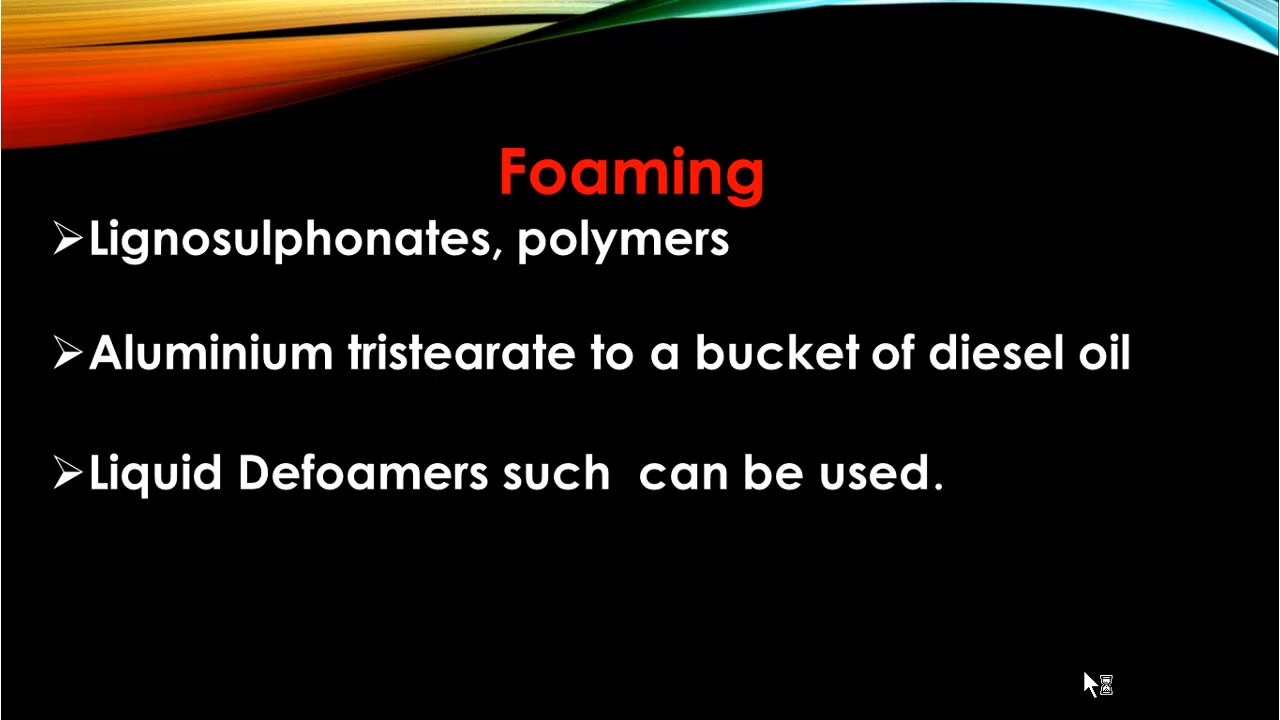 Foaming
➢Lignosulphonates, polymers
➢Aluminium tristearate to a bucket of diesel oil
➢Liquid Defoamers such  can be used.